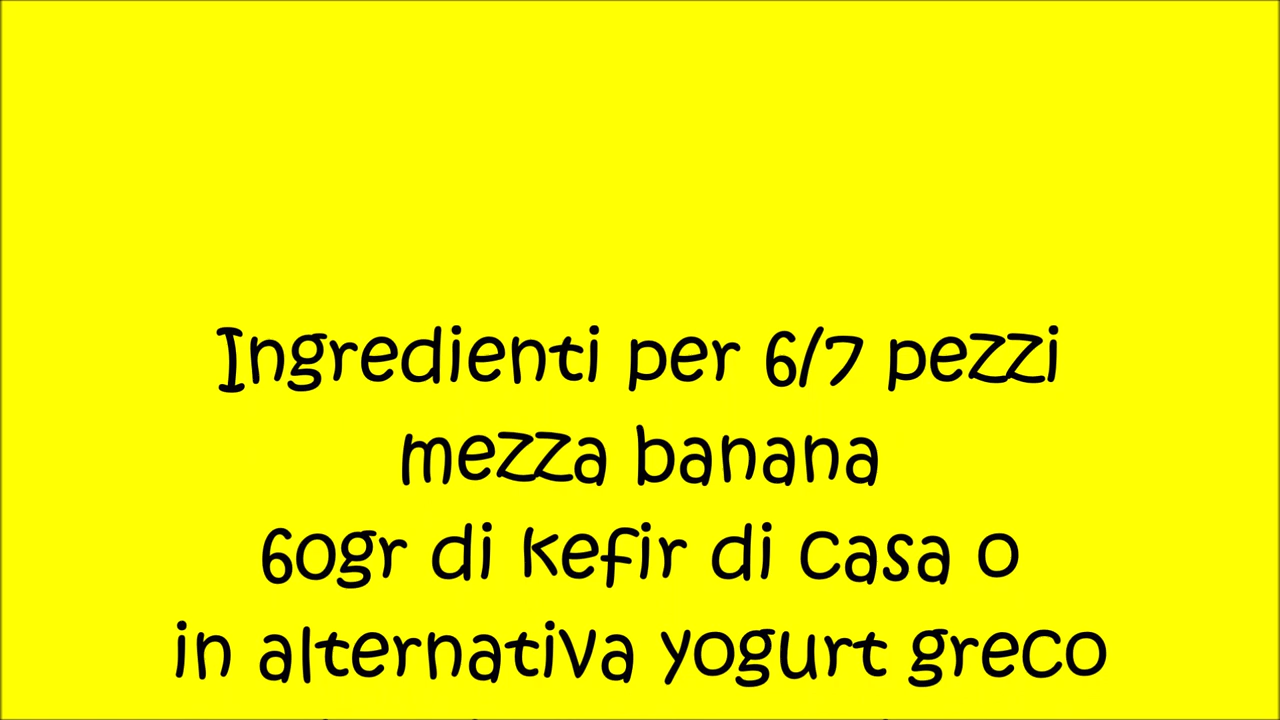 Ingredienti per 6/7 pezzi
mezza banana
60gr di kefir di casa o
in alternativa yogurt greco